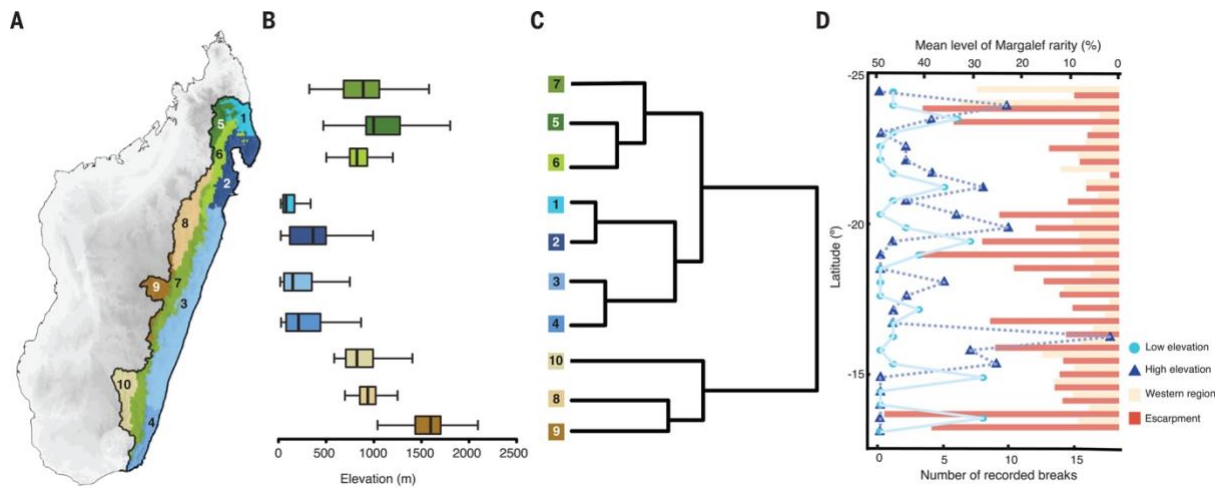 A
B
C
D
1
5
6
2
8
9
7
3
10
4
0
500
1000
1500
2000
2500
Elevation (m)
7
5
6
1
2
3
4
10
8
9
Mean level of Margalef rarity (%)
50 40 30 20 10 0
-25
-20
-15
Latitude (º)
0 5 10 15
Number of recorded breaks
Low elevation
High elevation
Western region
Escarpment